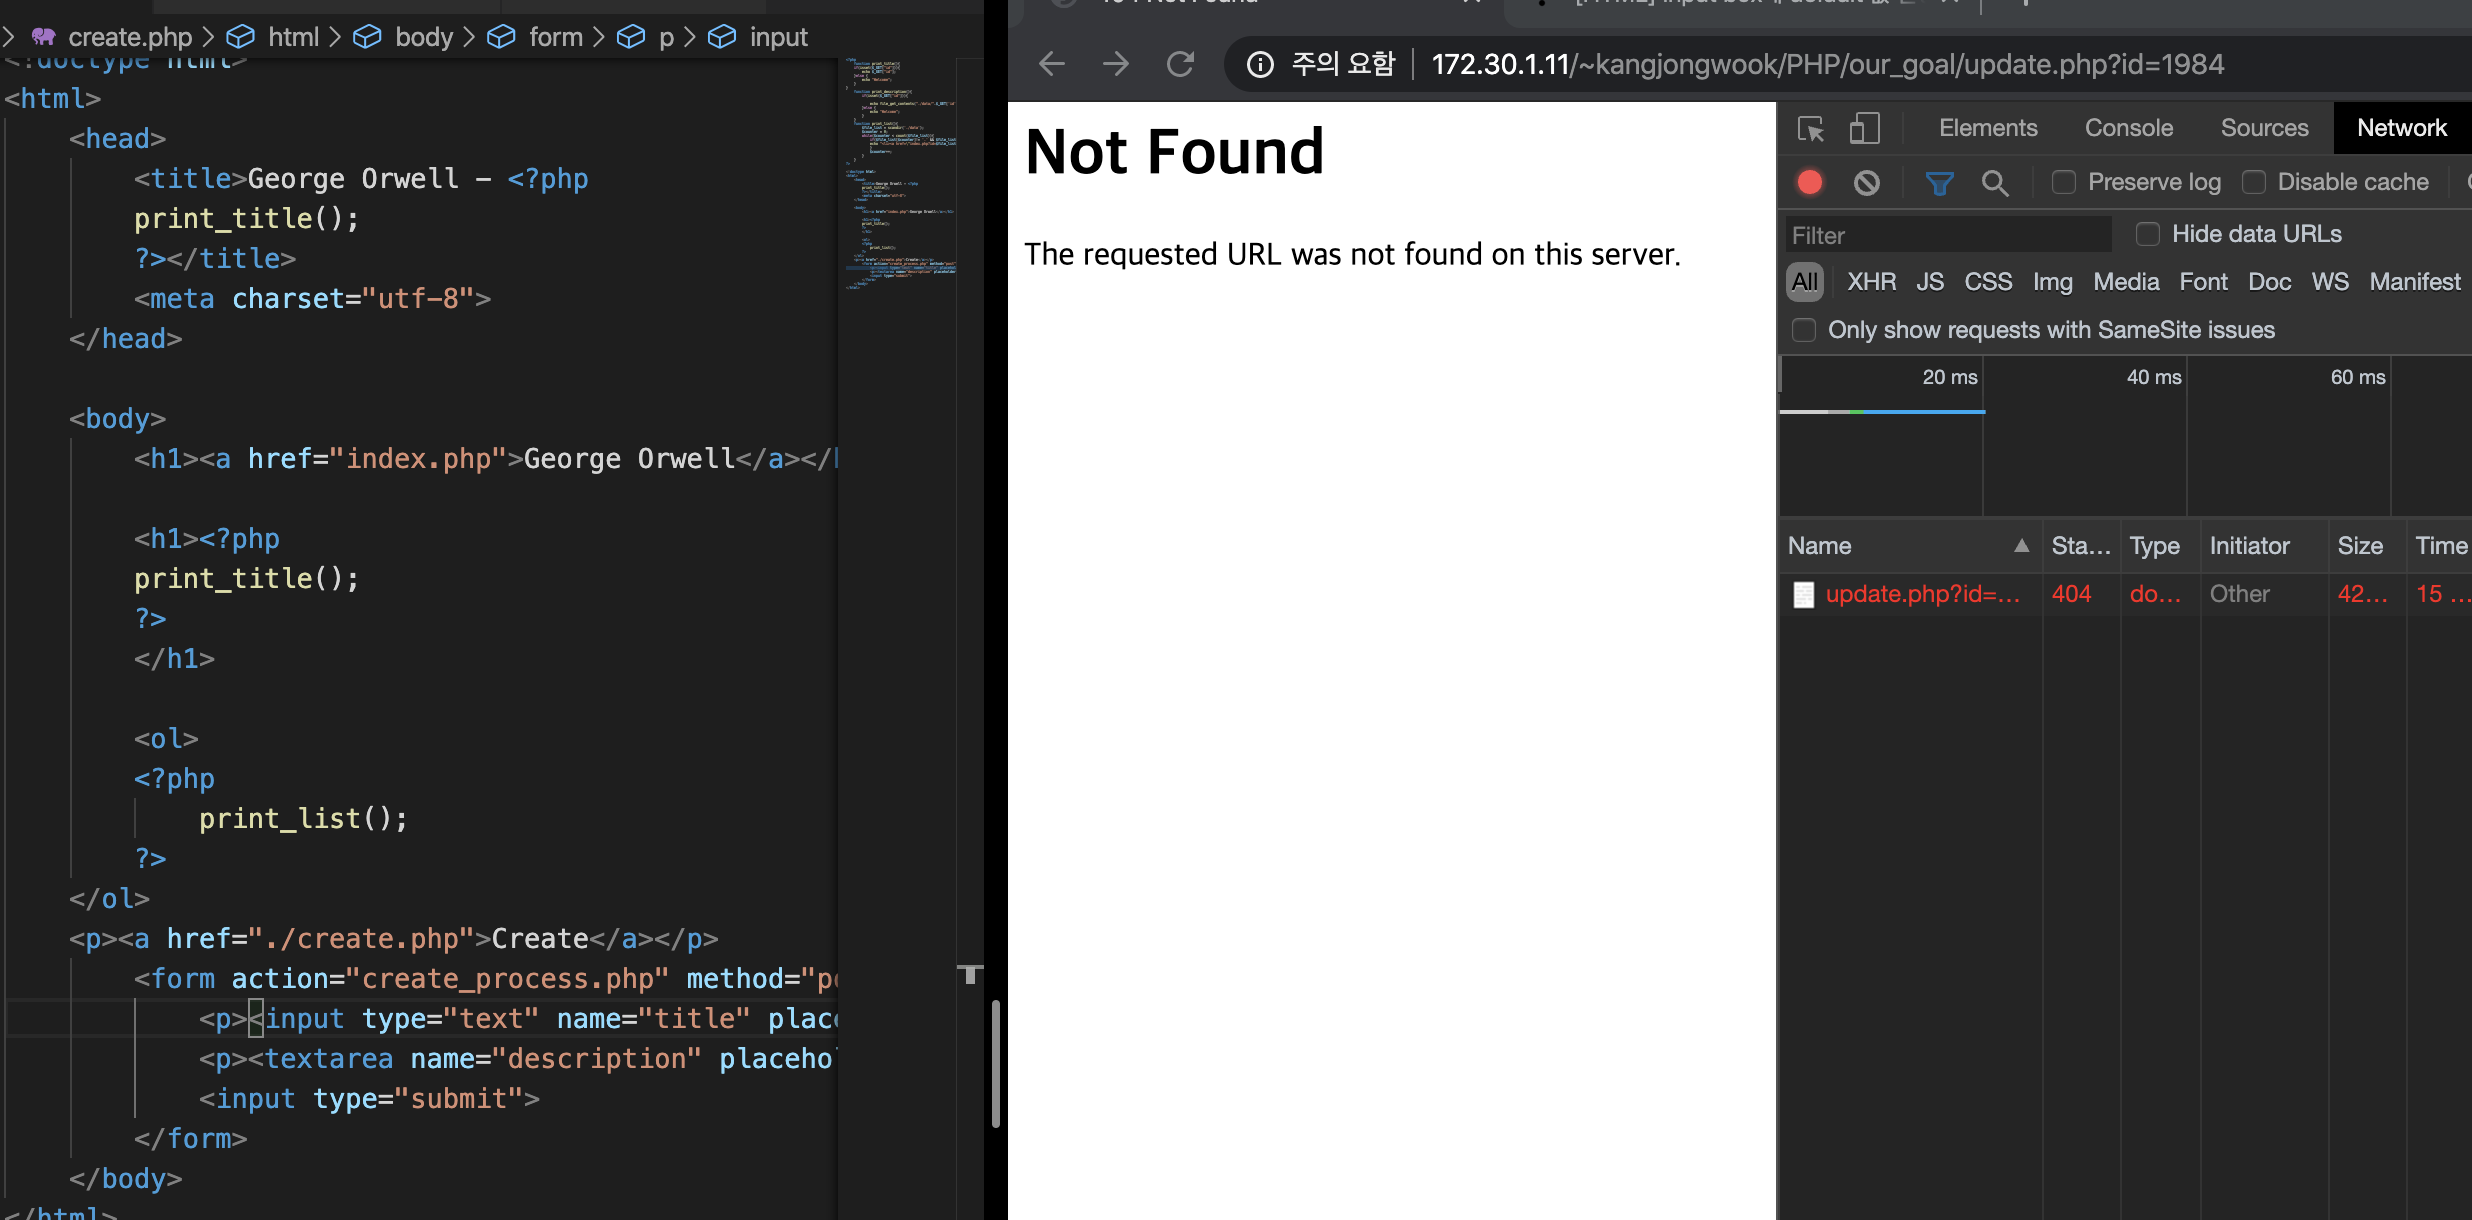 create.php html body form p input
<!doctype html>
<html>
<head>
<title>George Orwell - <?php
print_title();
?></title>
<meta charset="utf-8">
</head>
<body>
<h1><a href="index.php">George Orwell</a></h
<h1><?php
print_title();
?>
</h1>
<ol>
<?php
print_list();
?>
</ol>
<p><a href="./create.php">Create</a></p>
<form action="create_process.php" method="po
<p><input type="text" name="title" place
<p><textarea name="description" placehol
<input type="submit">
</form>
</body>
</html>
주의 요함 172.30.1.11/~kangjongwook/PHP/our_goal/update.php?id=1984
Not Found
The requested URL was not found on this server.
Elements Console Sources Network
Preserve log Disable cache
Filter Hide data URLs
All XHR JS CSS Img Media Font Doc WS Manifest
Only show requests with SameSite issues
20 ms 40 ms 60 ms
Name Sta... Type Initiator Size Time
update.php?id=... 404 do... Other 42... 15 ...